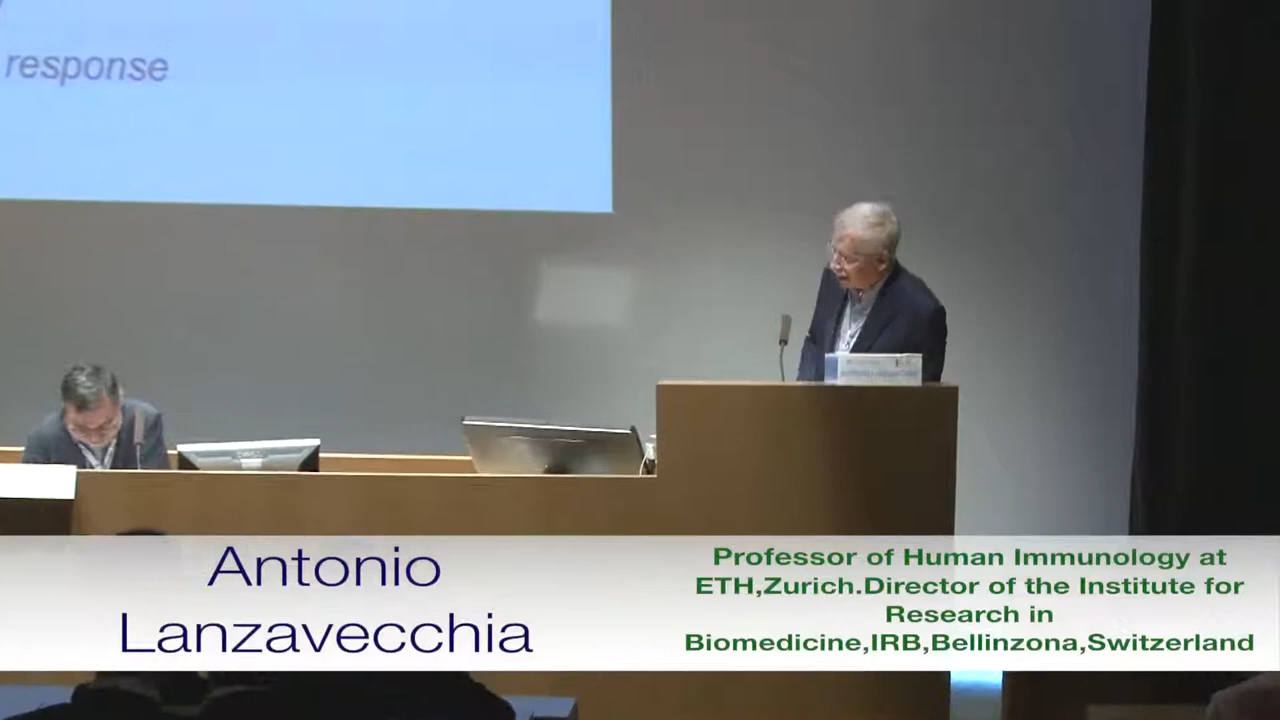 response
Antonio
Lanzavecchia
Professor of Human Immunology at
ETH,Zurich.Director of the Institute for
Research in
Biomedicine,IRB,Bellinzona,Switzerland